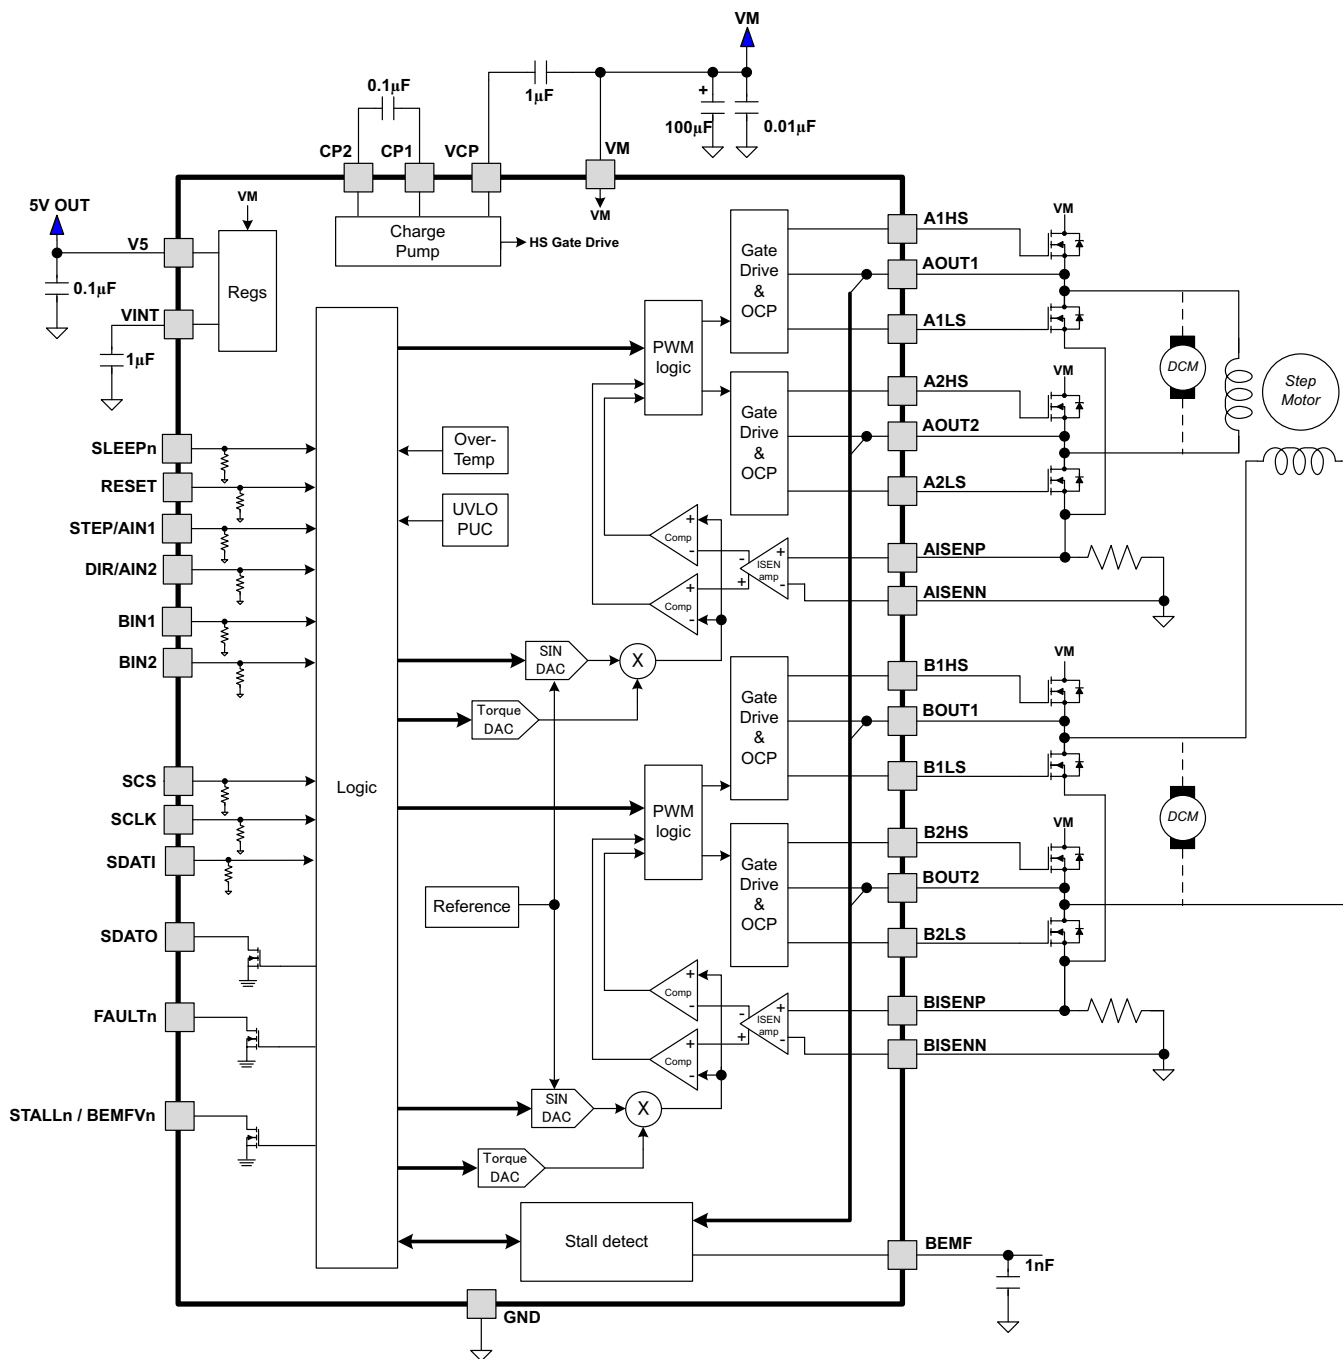 VM
0.1µF
1µF
+
100µF
0.01µF
CP2
CP1
VCP
VM
5V OUT
VM
VM
A1HS
VM
V5
Charge
Pump
HS Gate Drive
Gate
Drive
&
OCP
AOUT1
0.1µF
Regs
VINT
A1LS
1µF
PWM
logic
DCM
Step
Motor
A2HS
VM
Gate
Drive
&
OCP
AOUT2
SLEEPn
Over-
Temp
RESET
A2LS
STEP/AIN1
UVLO
PUC
+
Comp
-
DIR/AIN2
-
+
ISEN
amp
+
-
AISENP
+
Comp
-
AISENN
BIN1
BIN2
SIN
DAC
X
B1HS
VM
Torque
DAC
Gate
Drive
&
OCP
BOUT1
SCS
Logic
B1LS
SCLK
PWM
logic
DCM
SDATI
B2HS
VM
Gate
Drive
&
OCP
BOUT2
Reference
SDATO
B2LS
+
Comp
-
FAULTn
-
+
ISEN
amp
+
-
BISENP
+
Comp
-
BISENN
STALLn / BEMFVn
SIN
DAC
X
Torque
DAC
Stall detect
BEMF
1nF
GND